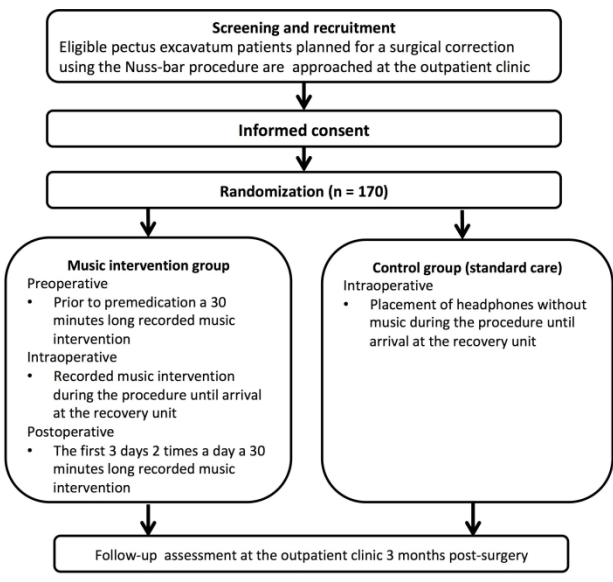 Screening and recruitment
Eligible pectus excavatum patients planned for a surgical correction
using the Nuss-bar procedure are approached at the outpatient clinic
Informed consent
Randomization (n = 170)
Music intervention group
Preoperative
• Prior to premedication a 30
minutes long recorded music
intervention
Intraoperative
• Recorded music intervention
during the procedure until arrival
at the recovery unit
Postoperative
• The first 3 days 2 times a day a 30
minutes long recorded music
intervention
Control group (standard care)
Intraoperative
• Placement of headphones without
music during the procedure until
arrival at the recovery unit
Follow-up assessment at the outpatient clinic 3 months post-surgery